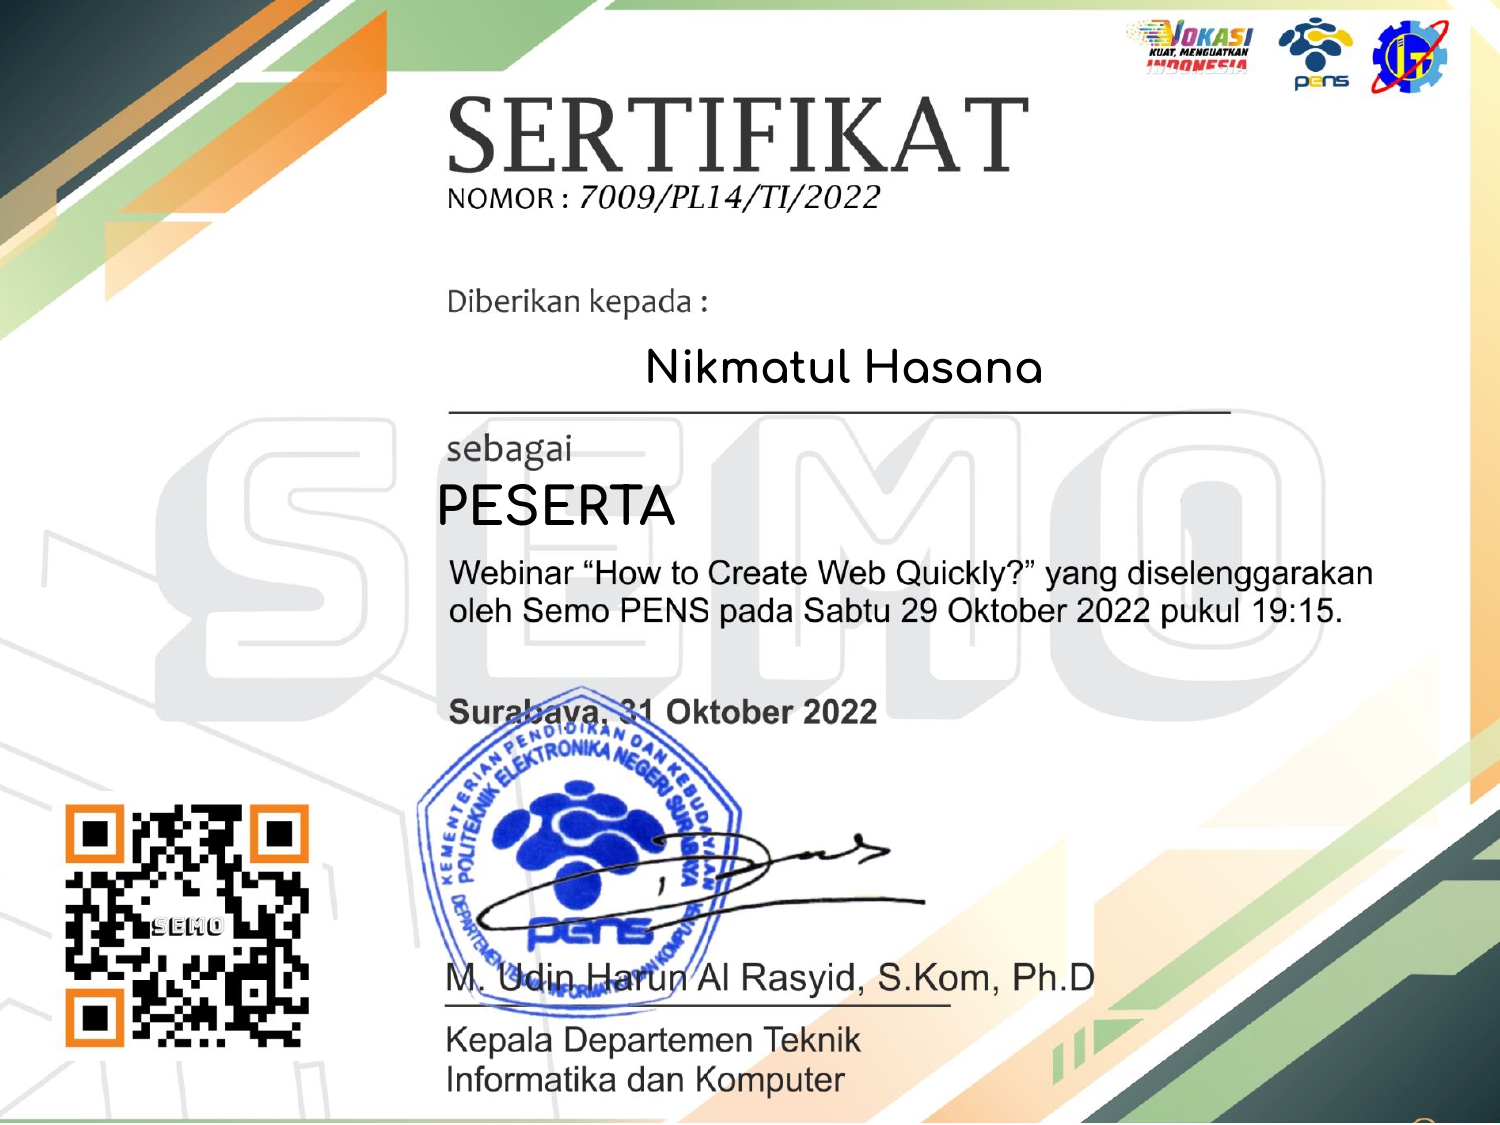 VOKASI
KUAT, MENGUATKAN
INDONESIA
pens
IT
SERTIFIKAT
NOMOR : 7009/PL14/TI/2022
Diberikan kepada :
Nikmatul Hasana
sebagai
PESERTA
Webinar “How to Create Web Quickly?” yang diselenggarakan
oleh Semo PENS pada Sabtu 29 Oktober 2022 pukul 19:15.
SEMO
Surabaya, 31 Oktober 2022
KEMENTERIAN PENDIDIKAN DAN KEBUDAYAAN
POLITEKNIK ELEKTRONIKA NEGERI SURABAYA
DEPARTEMEN TEKNIK INFORMATIKA DAN KOMPUTER
pens
SEMO
M. Udin Harun Al Rasyid, S.Kom, Ph.D
Kepala Departemen Teknik
Informatika dan Komputer